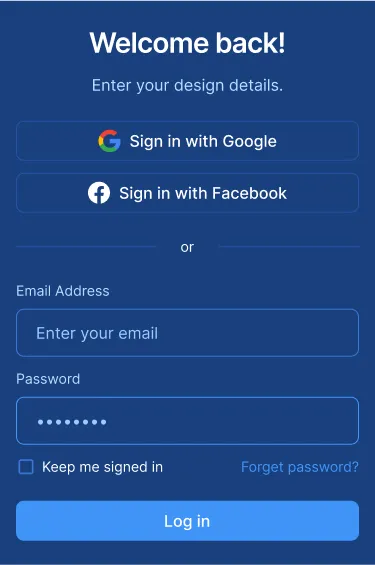 Welcome back!
Enter your design details.
Sign in with Google
Sign in with Facebook
or
Email Address
Enter your email
Password
Keep me signed in
Forget password?
Log in